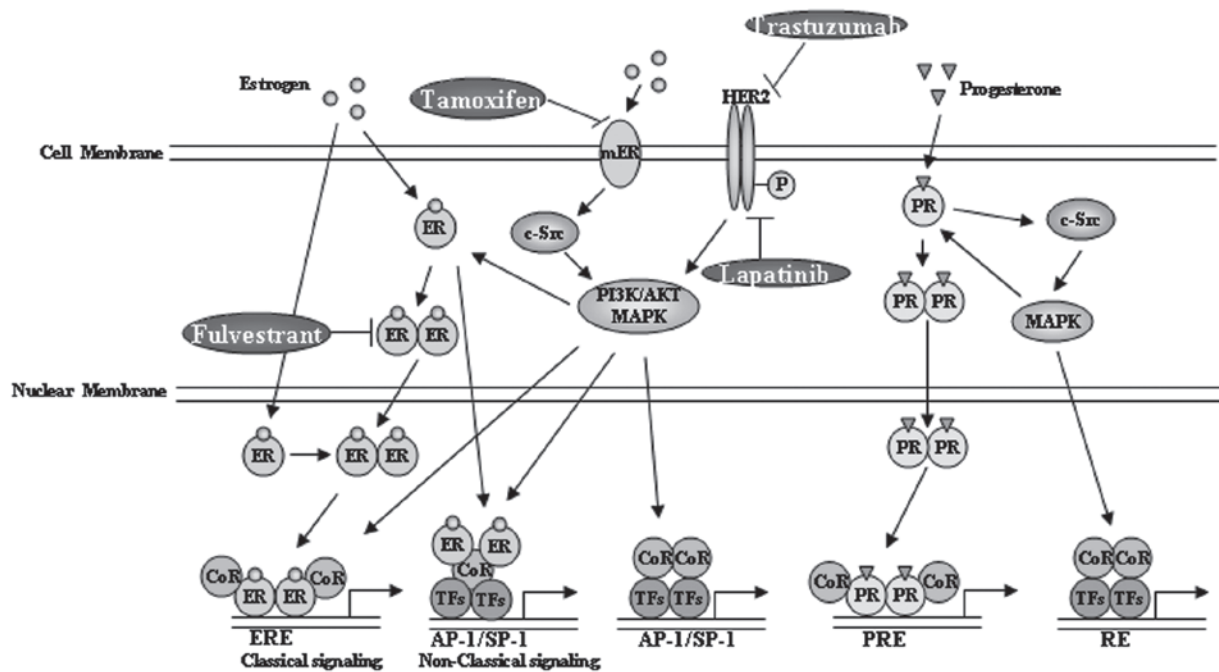 Trastuzumab
Estrogen
Tamoxifen
HER2
Progesterone
Cell Membrane
mER
P
PR
ER
c-Src
c-Src
Lapatinib
PI3K/AKT
MAPK
PR PR
MAPK
Fulvestrant
ER ER
Nuclear Membrane
ER
ER ER
PR PR
ER ER
CoR CoR
CoR CoR
CoR CoR
CoR
CoR CoR
ER ER
TFs TFs
TFs TFs
PR PR
TFs TFs
ERE
AP-1/SP-1
AP-1/SP-1
PRE
RE
Classical signaling
Non-Classical signaling